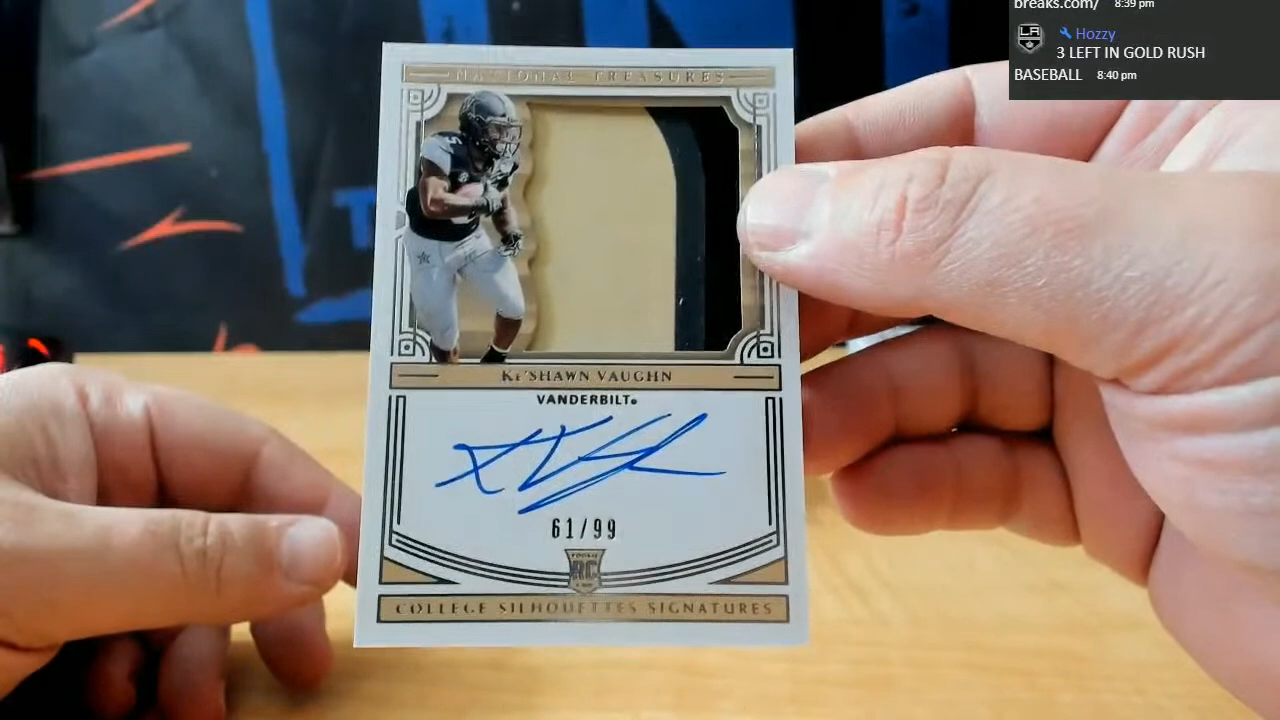 breaks.com/ 8:39 pm
Hozzy
3 LEFT IN GOLD RUSH
BASEBALL 8:40 pm
NATIONAL TREASURES
KE'SHAWN VAUGHN
VANDERBILT
61/99
RC
COLLEGE SILHOUETTES SIGNATURES